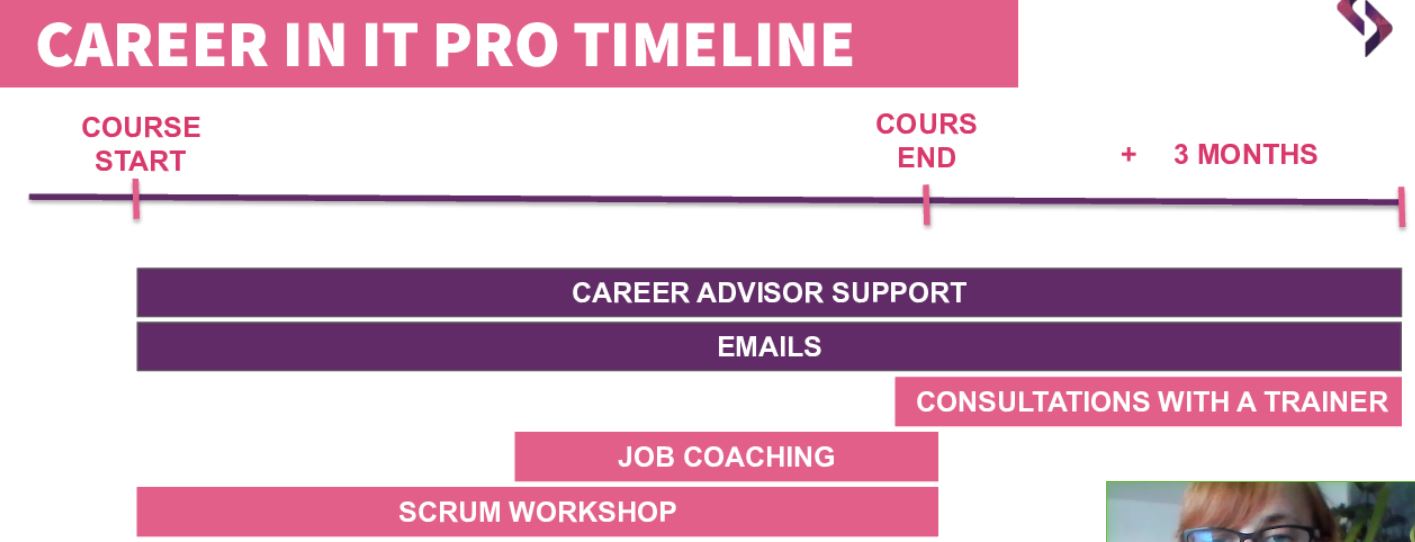 CAREER IN IT PRO TIMELINE
COURSE
START
COURS
END
+ 3 MONTHS
CAREER ADVISOR SUPPORT
EMAILS
CONSULTATIONS WITH A TRAINER
JOB COACHING
SCRUM WORKSHOP